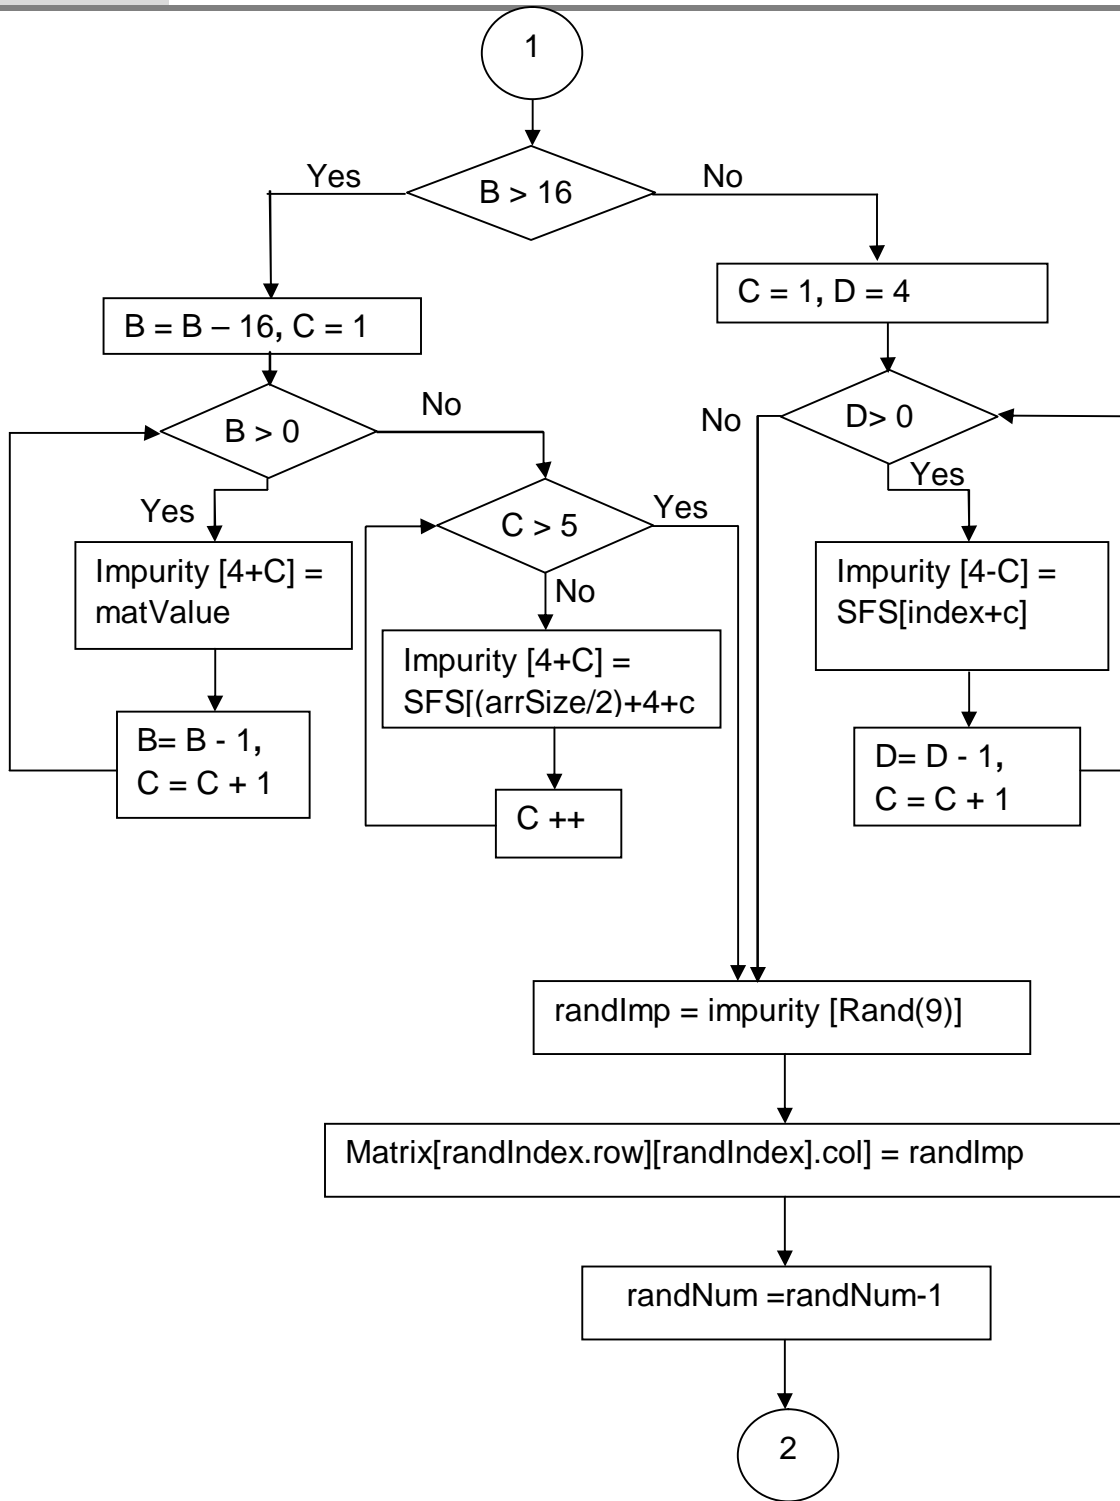 1
Yes
No
B > 16
C = 1, D = 4
B = B – 16, C = 1
No
No
D> 0
B > 0
Yes
Yes
Yes
C > 5
Impurity [4+C] =
matValue
Impurity [4-C] =
SFS[index+c]
No
Impurity [4+C] =
SFS[(arrSize/2)+4+c
B= B - 1,
C = C + 1
D= D - 1,
C = C + 1
C ++
randImp = impurity [Rand(9)]
Matrix[randIndex.row][randIndex].col] = randImp
randNum =randNum-1
2